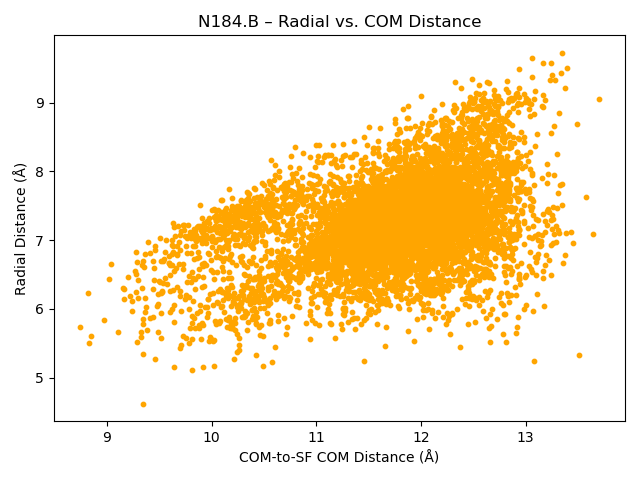 N184.B – Radial vs. COM Distance
Radial Distance (Å)
9
8
7
6
5
9 10 11 12 13
COM-to-SF COM Distance (Å)